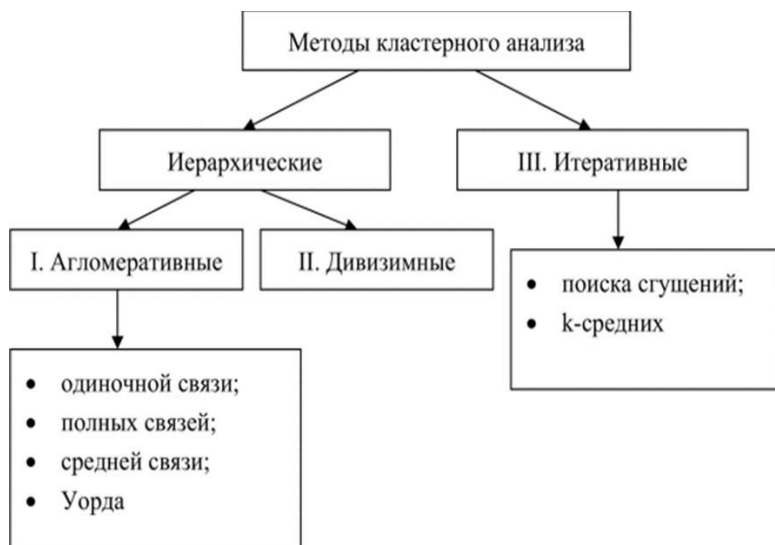 Методы кластерного анализа
Иерархические
III. Итеративные
I. Агломеративные
II. Дивизимные
• поиска сгущений;
• k-средних
• одиночной связи;
• полных связей;
• средней связи;
• Уорда